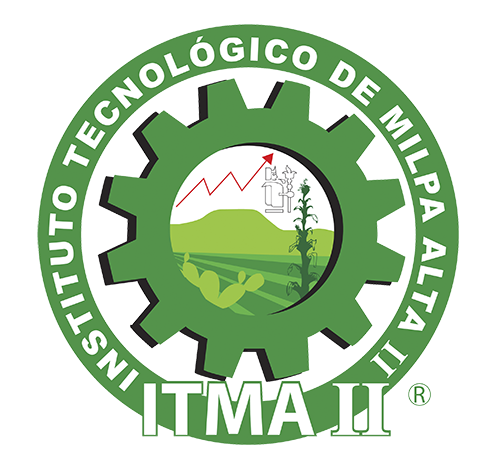 INSTITUTO TECNOLÓGICO DE MILPA ALTA II
ITMA II ®